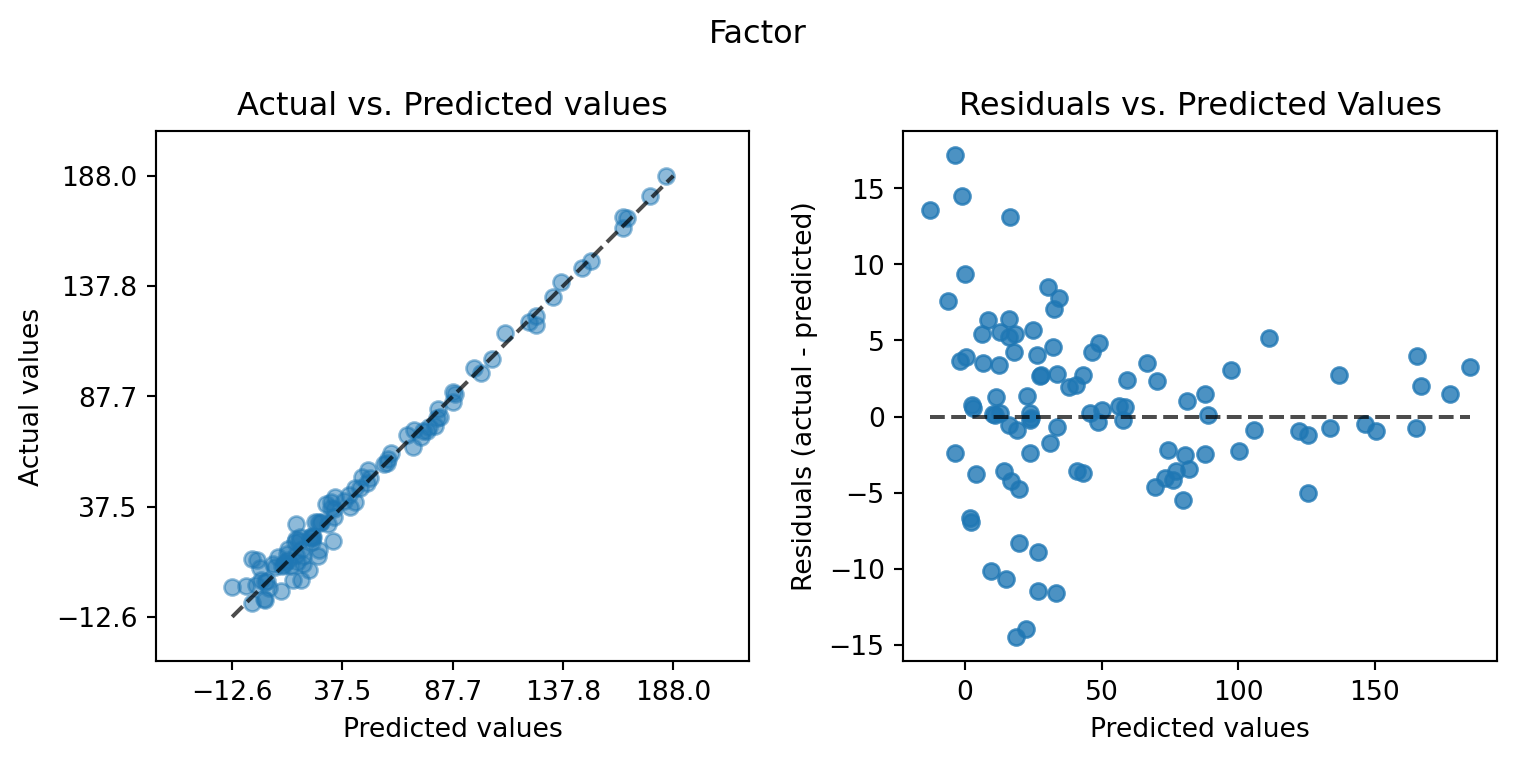 Factor
Actual vs. Predicted values
Actual values
188.0
137.8
87.7
37.5
−12.6
−12.6 37.5 87.7 137.8 188.0
Predicted values
Residuals vs. Predicted Values
Residuals (actual - predicted)
15
10
5
0
−5
−10
−15
0 50 100 150
Predicted values